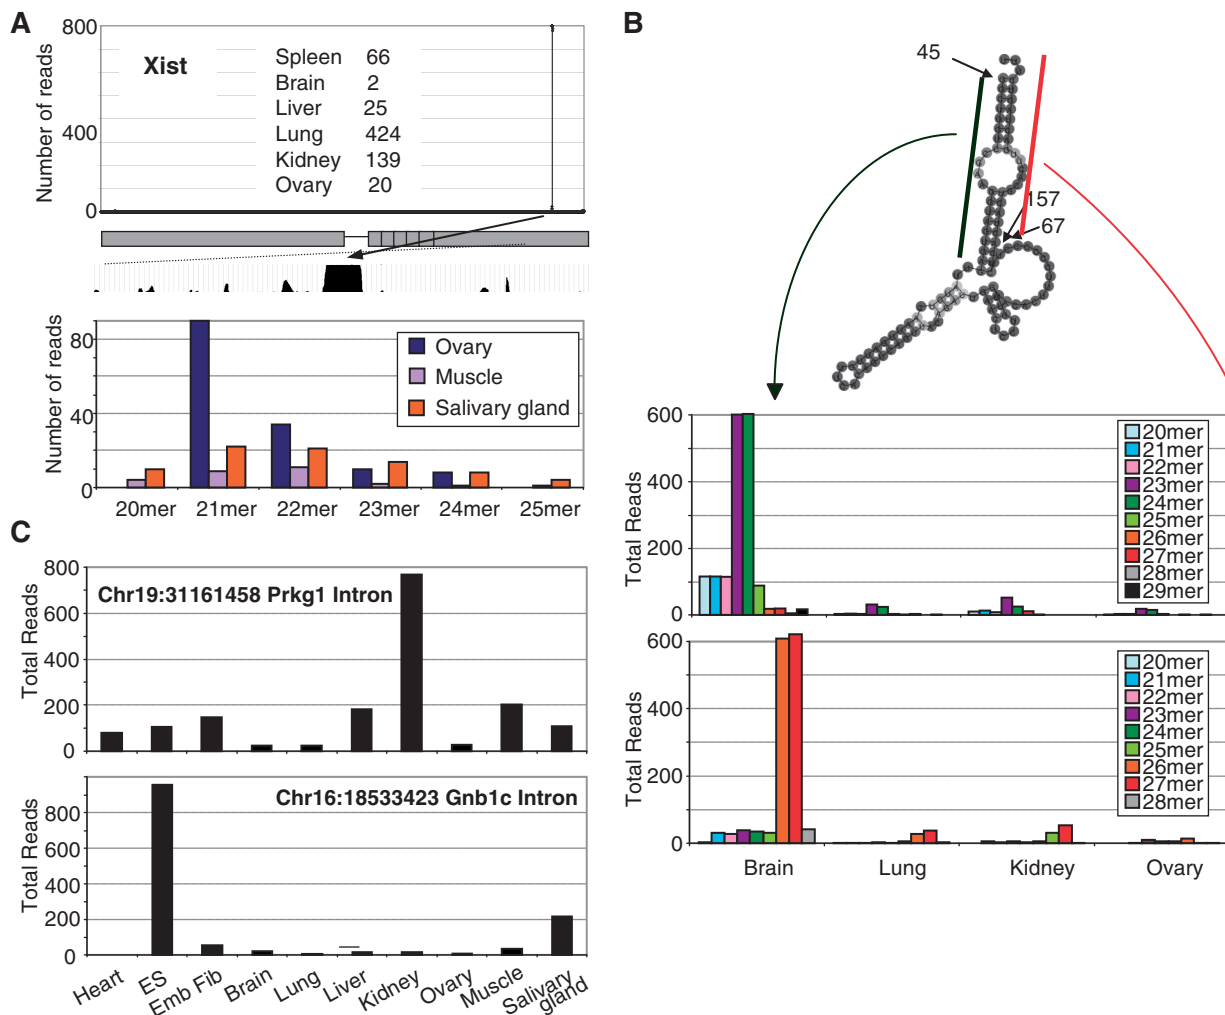 A
800
Number of reads
400
0
Xist
Spleen 66
Brain 2
Liver 25
Lung 424
Kidney 139
Ovary 20
Number of reads
80
40
0
Ovary
Muscle
Salivary gland
20mer 21mer 22mer 23mer 24mer 25mer
B
45
157
67
600
400
200
0
Total Reads
20mer
21mer
22mer
23mer
24mer
25mer
26mer
27mer
28mer
29mer
600
400
200
0
Total Reads
20mer
21mer
22mer
23mer
24mer
25mer
26mer
27mer
28mer
Brain Lung Kidney Ovary
C
800
600
400
200
0
Total Reads
Chr19:31161458 Prkg1 Intron
800
600
400
200
0
Total Reads
Chr16:18533423 Gnb1c Intron
Heart ES Emb Fib Brain Lung Liver Kidney Ovary Muscle Salivary gland